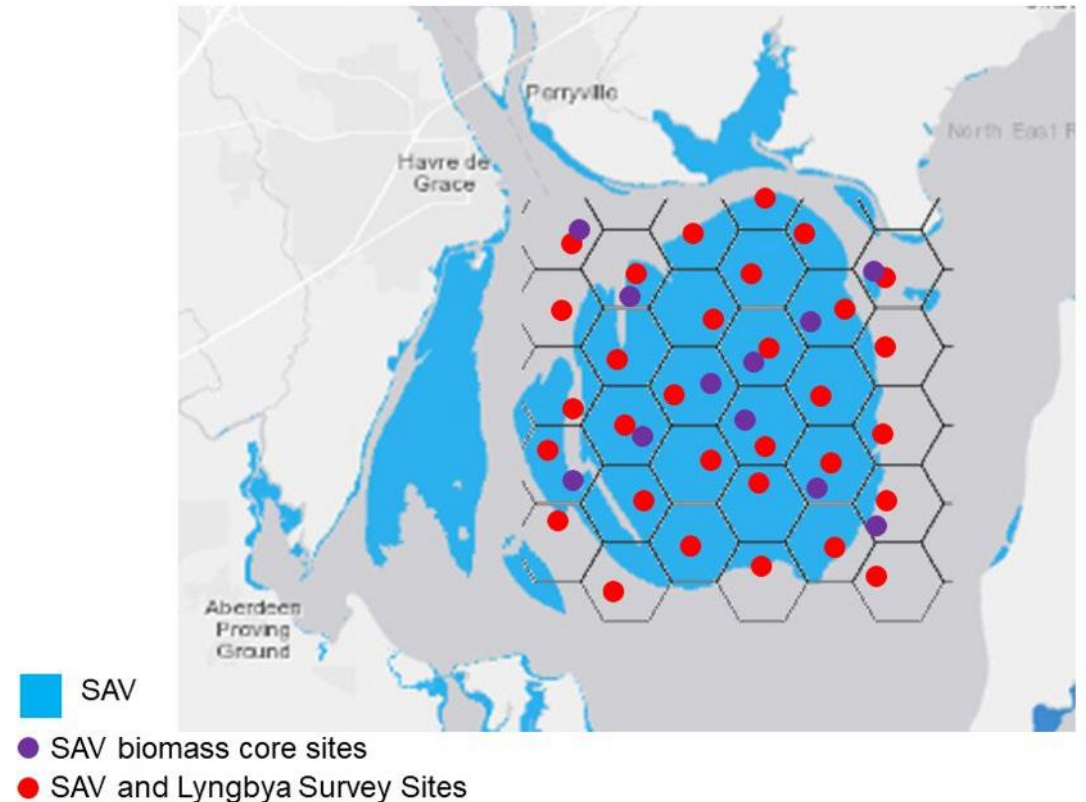 Perryville
North East R
Havre de
Grace
Aberdeen
Proving
Ground
SAV
SAV biomass core sites
SAV and Lyngbya Survey Sites